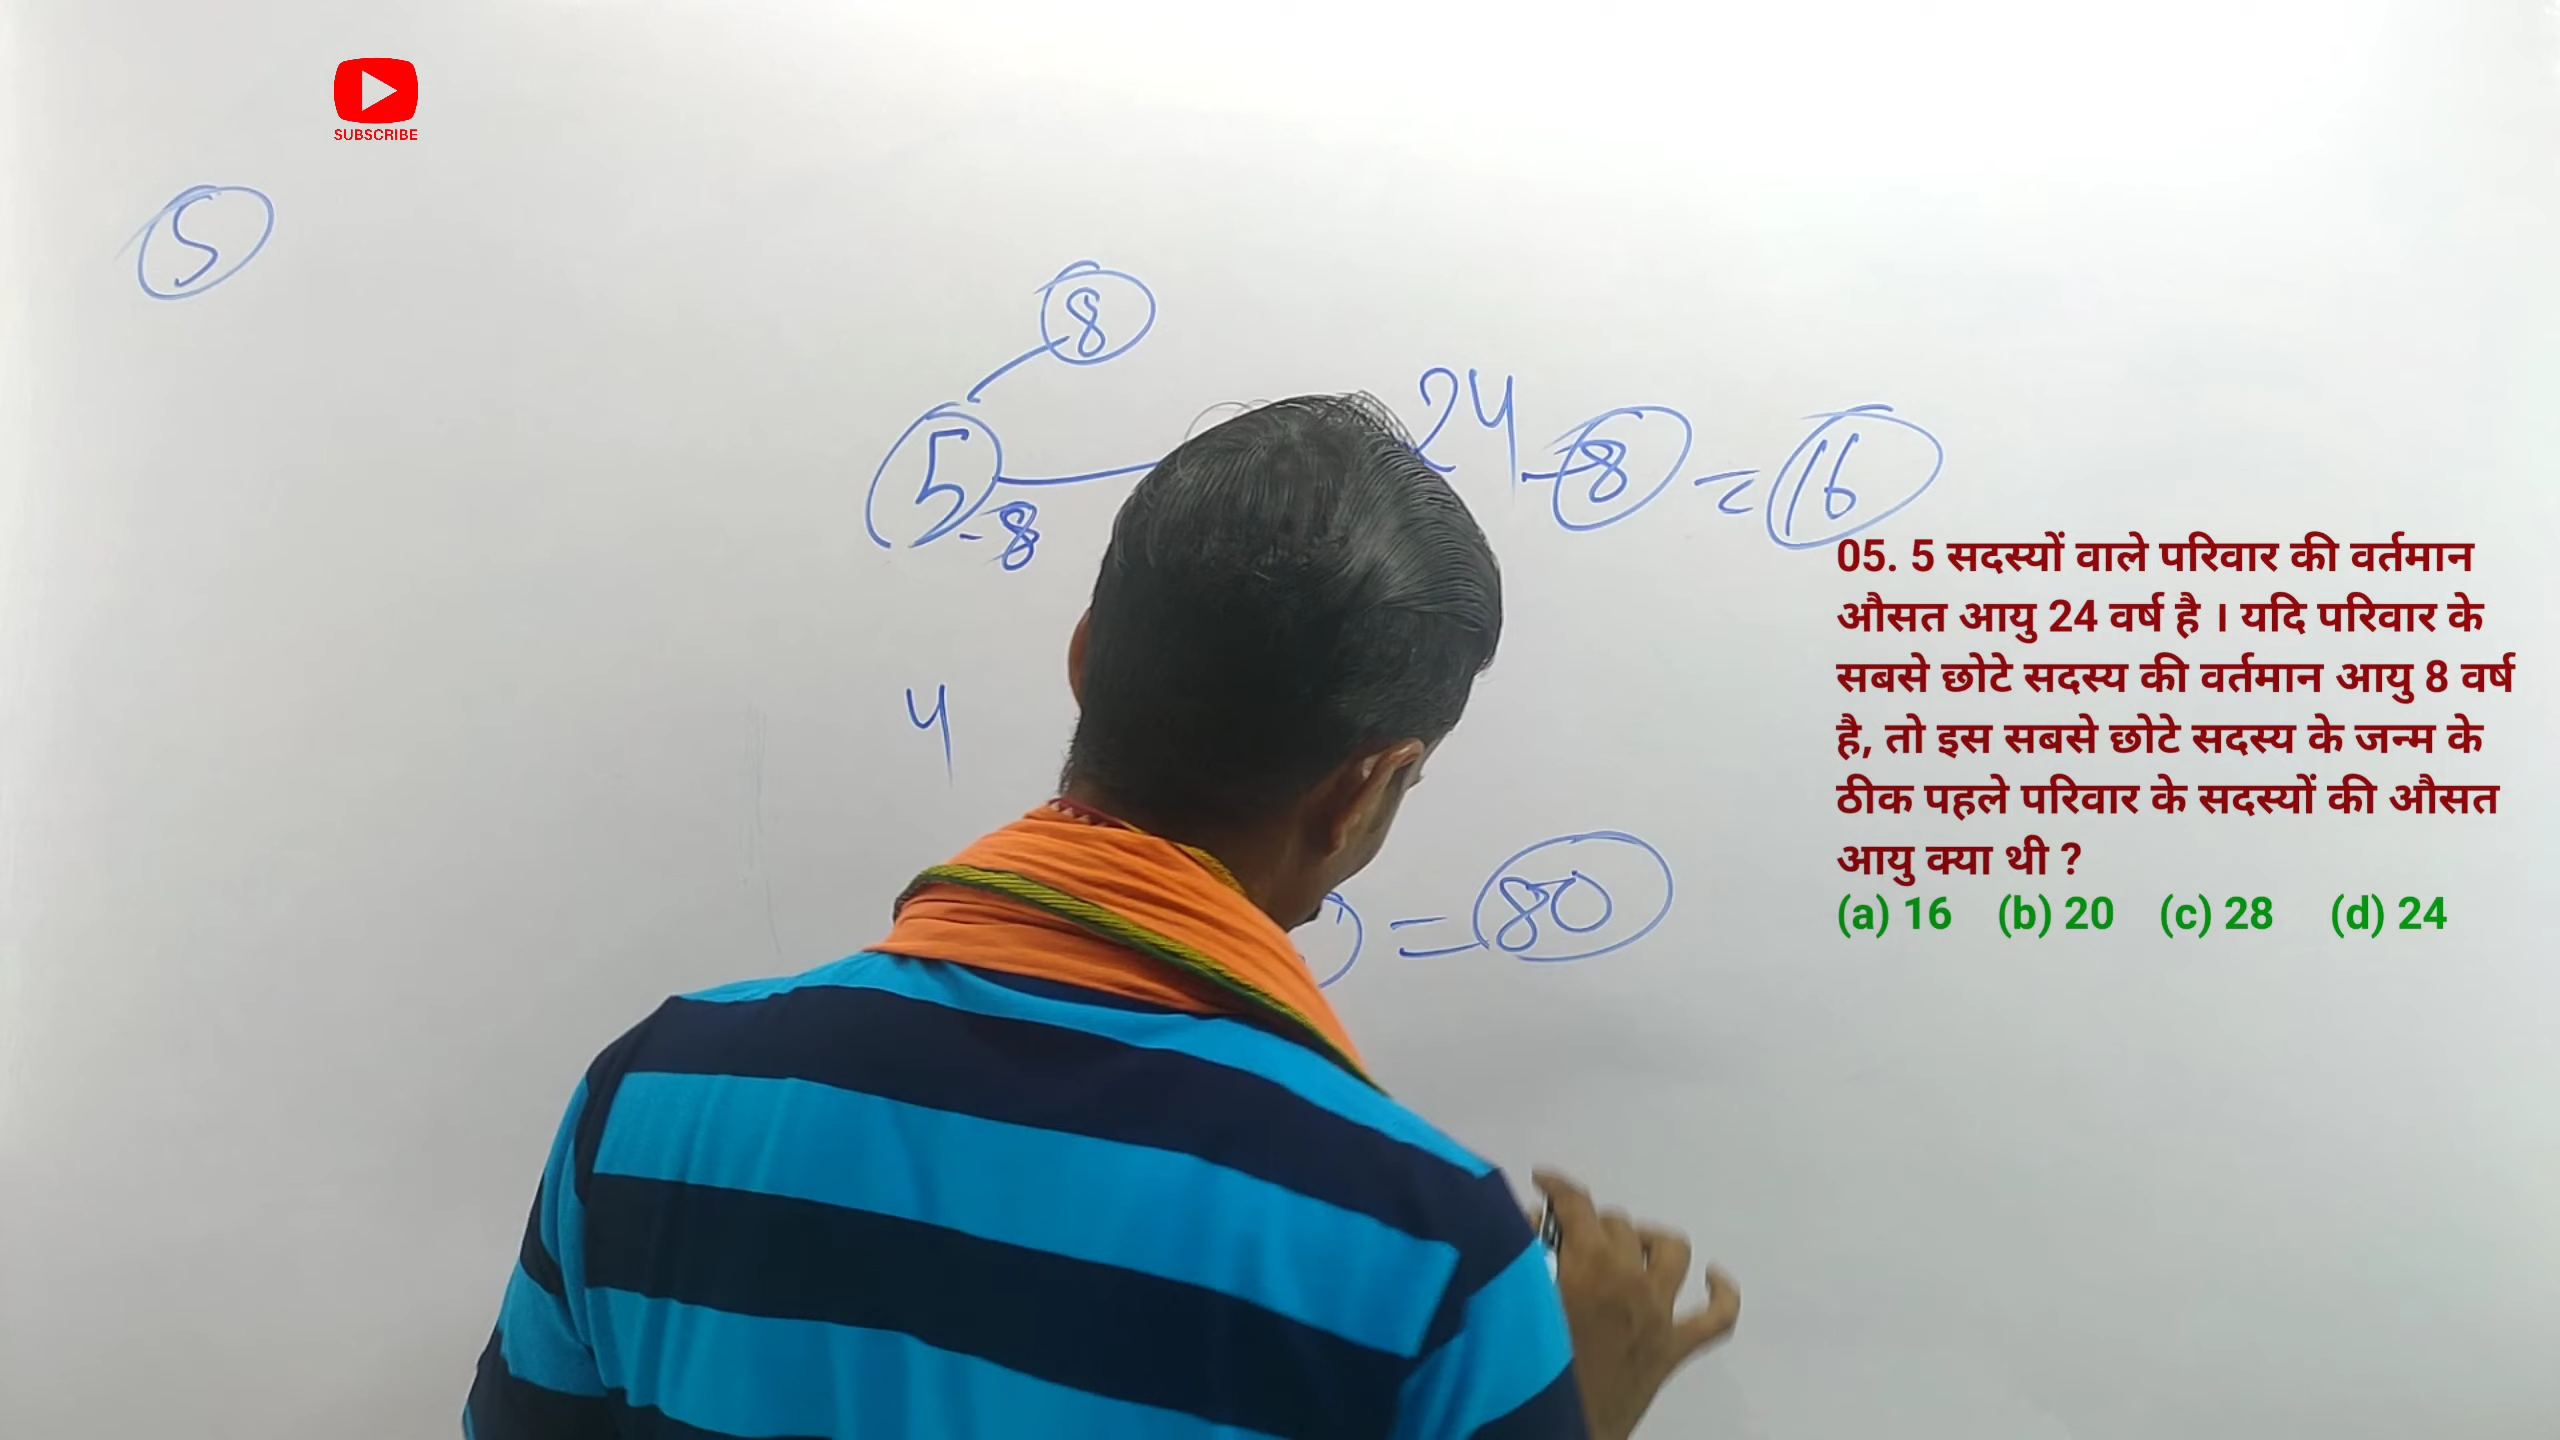 SUBSCRIBE
5
8
5 24 - 8 = 16
-8
4
) = 80
05. 5 सदस्यों वाले परिवार की वर्तमान
औसत आयु 24 वर्ष है । यदि परिवार के
सबसे छोटे सदस्य की वर्तमान आयु 8 वर्ष
है, तो इस सबसे छोटे सदस्य के जन्म के
ठीक पहले परिवार के सदस्यों की औसत
आयु क्या थी ?
(a) 16 (b) 20 (c) 28 (d) 24